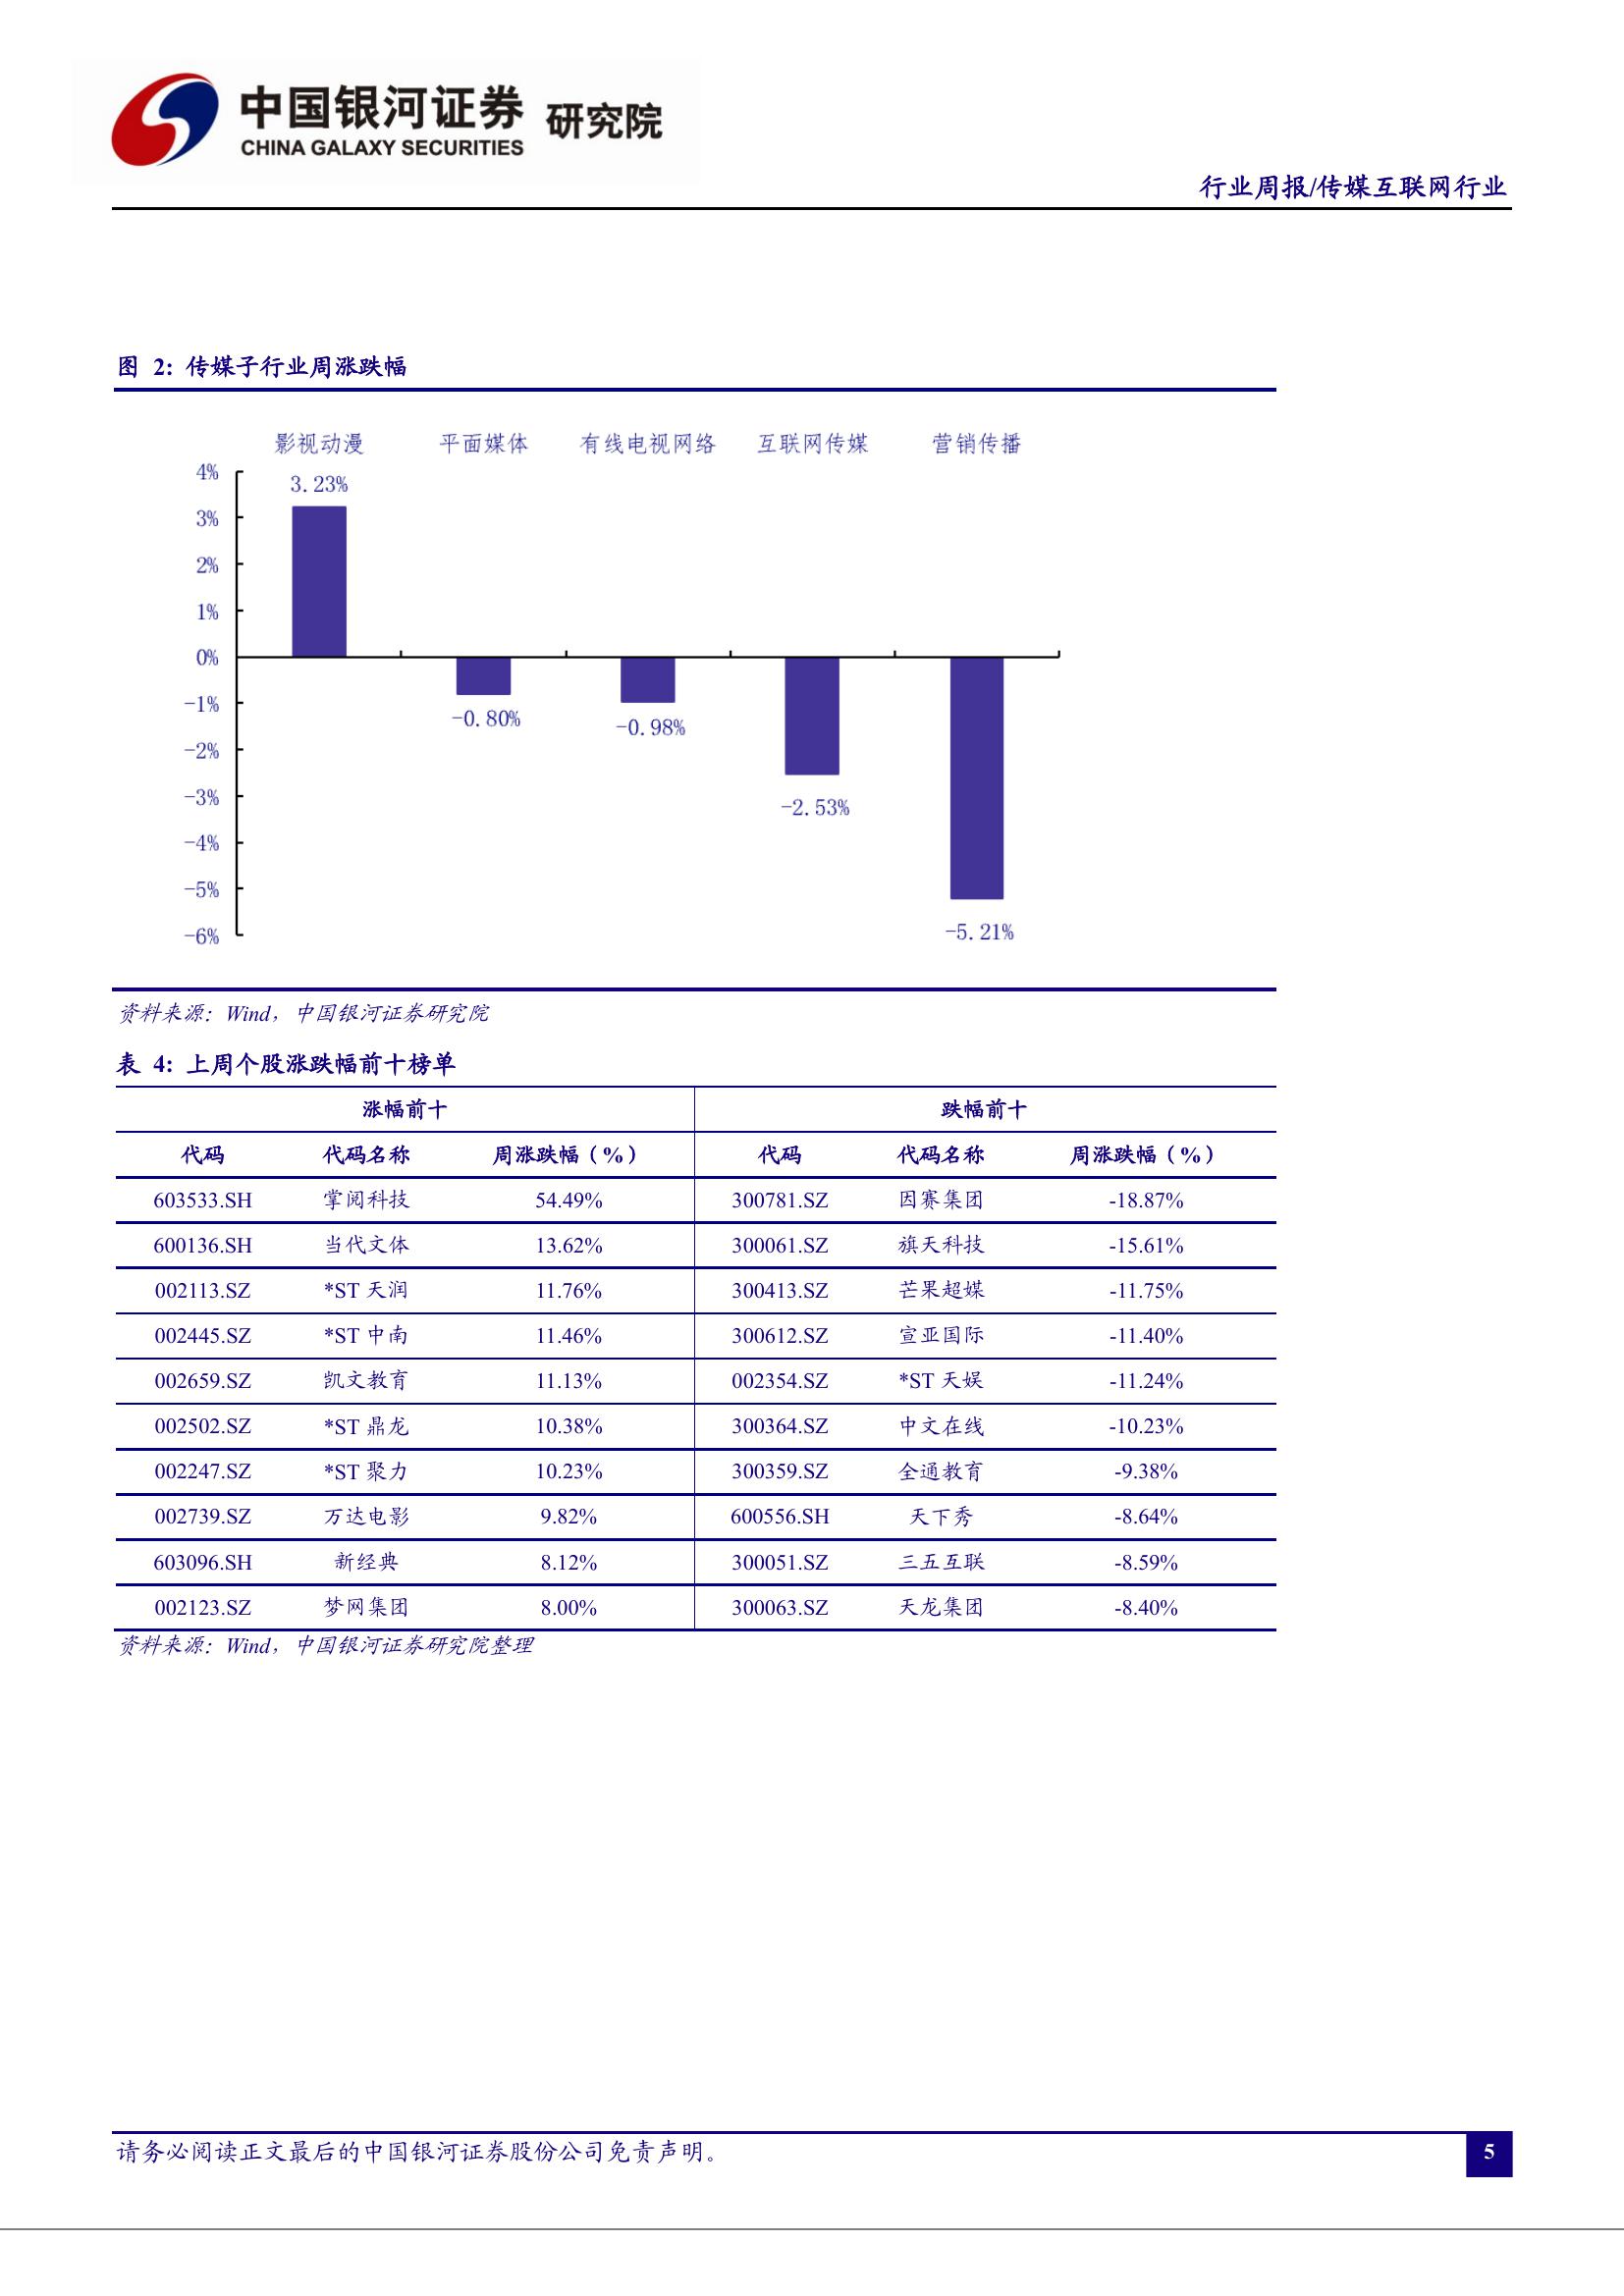 中国银河证券 研究院
CHINA GALAXY SECURITIES
行业周报/传媒互联网行业
图 2: 传媒子行业周涨跌幅
影视动漫 平面媒体 有线电视网络 互联网传媒 营销传播
4%
3.23%
3%
2%
1%
0%
-1%
-0.80%
-0.98%
-2%
-3%
-2.53%
-4%
-5%
-5.21%
-6%
资料来源：Wind，中国银河证券研究院
表 4: 上周个股涨跌幅前十榜单
涨幅前十 跌幅前十
代码 代码名称 周涨跌幅（%） 代码 代码名称 周涨跌幅（%）
603533.SH 掌阅科技 54.49% 300781.SZ 因赛集团 -18.87%
600136.SH 当代文体 13.62% 300061.SZ 旗天科技 -15.61%
002113.SZ *ST 天润 11.76% 300413.SZ 芒果超媒 -11.75%
002445.SZ *ST 中南 11.46% 300612.SZ 宣亚国际 -11.40%
002659.SZ 凯文教育 11.13% 002354.SZ *ST 天娱 -11.24%
002502.SZ *ST 鼎龙 10.38% 300364.SZ 中文在线 -10.23%
002247.SZ *ST 聚力 10.23% 300359.SZ 全通教育 -9.38%
002739.SZ 万达电影 9.82% 600556.SH 天下秀 -8.64%
603096.SH 新经典 8.12% 300051.SZ 三五互联 -8.59%
002123.SZ 梦网集团 8.00% 300063.SZ 天龙集团 -8.40%
资料来源：Wind，中国银河证券研究院整理
请务必阅读正文最后的中国银河证券股份公司免责声明。
5